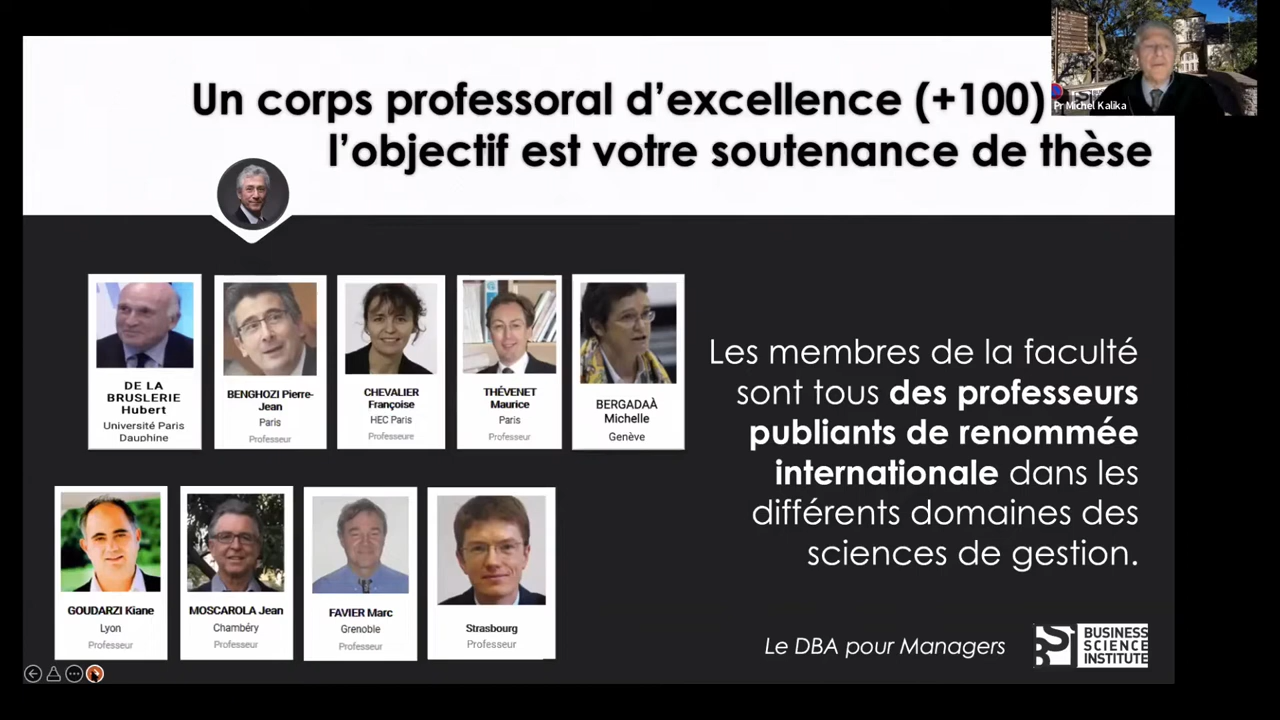 Un corps professoral d'excellence (+100)
l'objectif est votre soutenance de thèse
Pr Michel Kalika
DE LA
BRUSLERIE
Hubert
Université Paris
Dauphine
BENGHOZI Pierre-
Jean
Paris
Professeur
CHEVALIER
Françoise
HEC Paris
Professeure
THÉVENET
Maurice
Paris
Professeur
BERGADAÀ
Michelle
Genève
GOUDARZI Kiane
Lyon
Professeur
MOSCAROLA Jean
Chambéry
Professeur
FAVIER Marc
Grenoble
Professeur
Strasbourg
Professeur
Les membres de la faculté
sont tous des professeurs
publiants de renommée
internationale dans les
différents domaines des
sciences de gestion.
Le DBA pour Managers
BUSINESS
SCIENCE
INSTITUTE